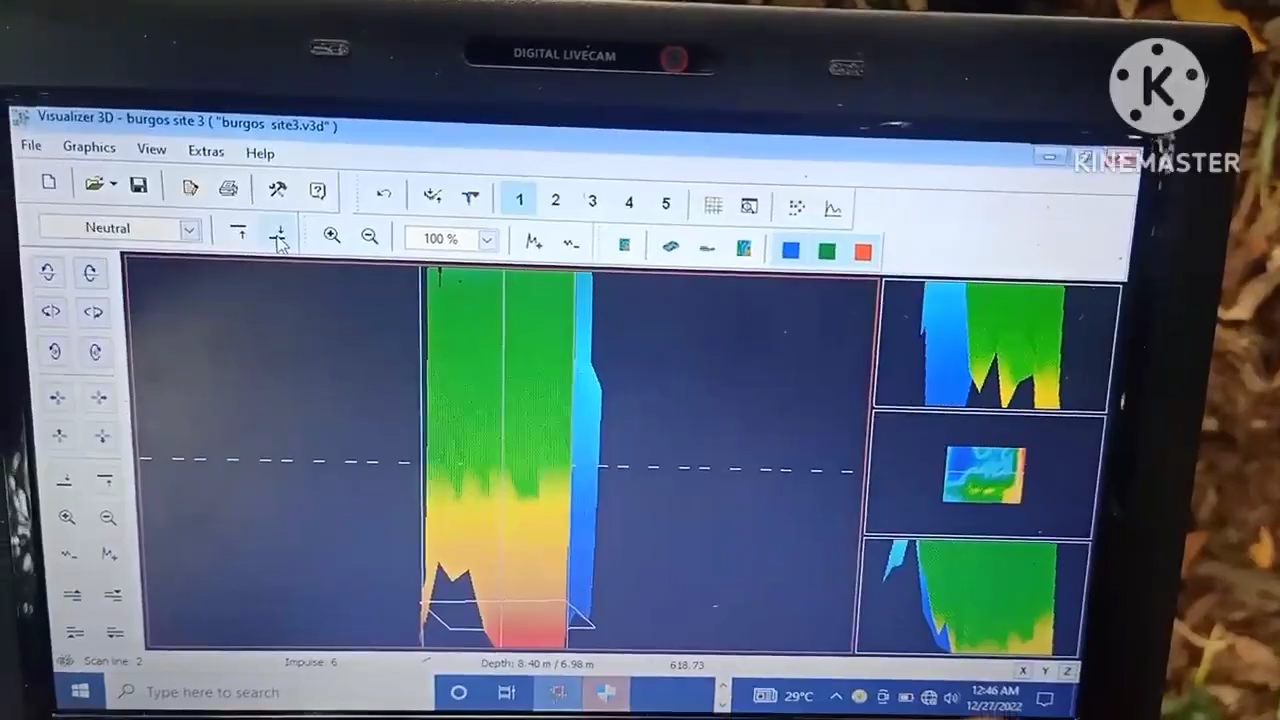 DIGITAL LIVECAM
K
KINEMASTER
Visualizer 3D - burgos site 3 ( "burgos site3.v3d" )
File Graphics View Extras Help
1 2 3 4 5
Neutral
100 %
Scan line: 2
Impulse 6
Depth: 8.40 m / 6.98 m
618.73
X Y Z
Type here to search
29°C
12:46 AM
12/27/2022